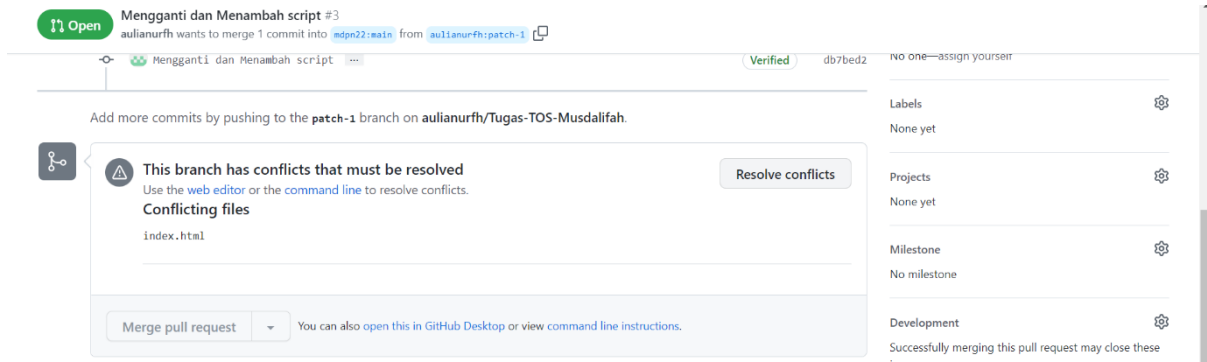 Open
Mengganti dan Menambah script #3
aulianurfh wants to merge 1 commit into mdpn22:main from aulianurfh:patch-1
Mengganti dan Menambah script ...
Verified
db7bed2
No one—assign yourself
Add more commits by pushing to the patch-1 branch on aulianurfh/Tugas-TOS-Musdalifah.
This branch has conflicts that must be resolved
Use the web editor or the command line to resolve conflicts.
Resolve conflicts
Conflicting files
index.html
Merge pull request
You can also open this in GitHub Desktop or view command line instructions.
Labels
None yet
Projects
None yet
Milestone
No milestone
Development
Successfully merging this pull request may close these